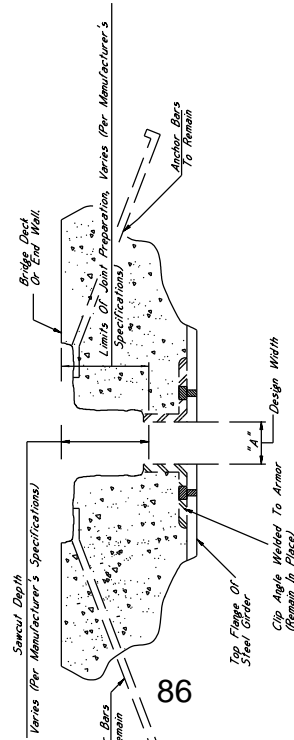 Sawcut Depth
Varies (Per Manufacturer's Specifications)
Bridge Deck
Or End Wall.
Limits Of Joint Preparation, Varies (Per Manufacturer's
Specifications)
Anchor Bars
To Remain
Bars
emain
Top Flange Of
Steel Girder
Clip Angle Welded To Armor
(Remain In Place)
"A"
Design Width
86